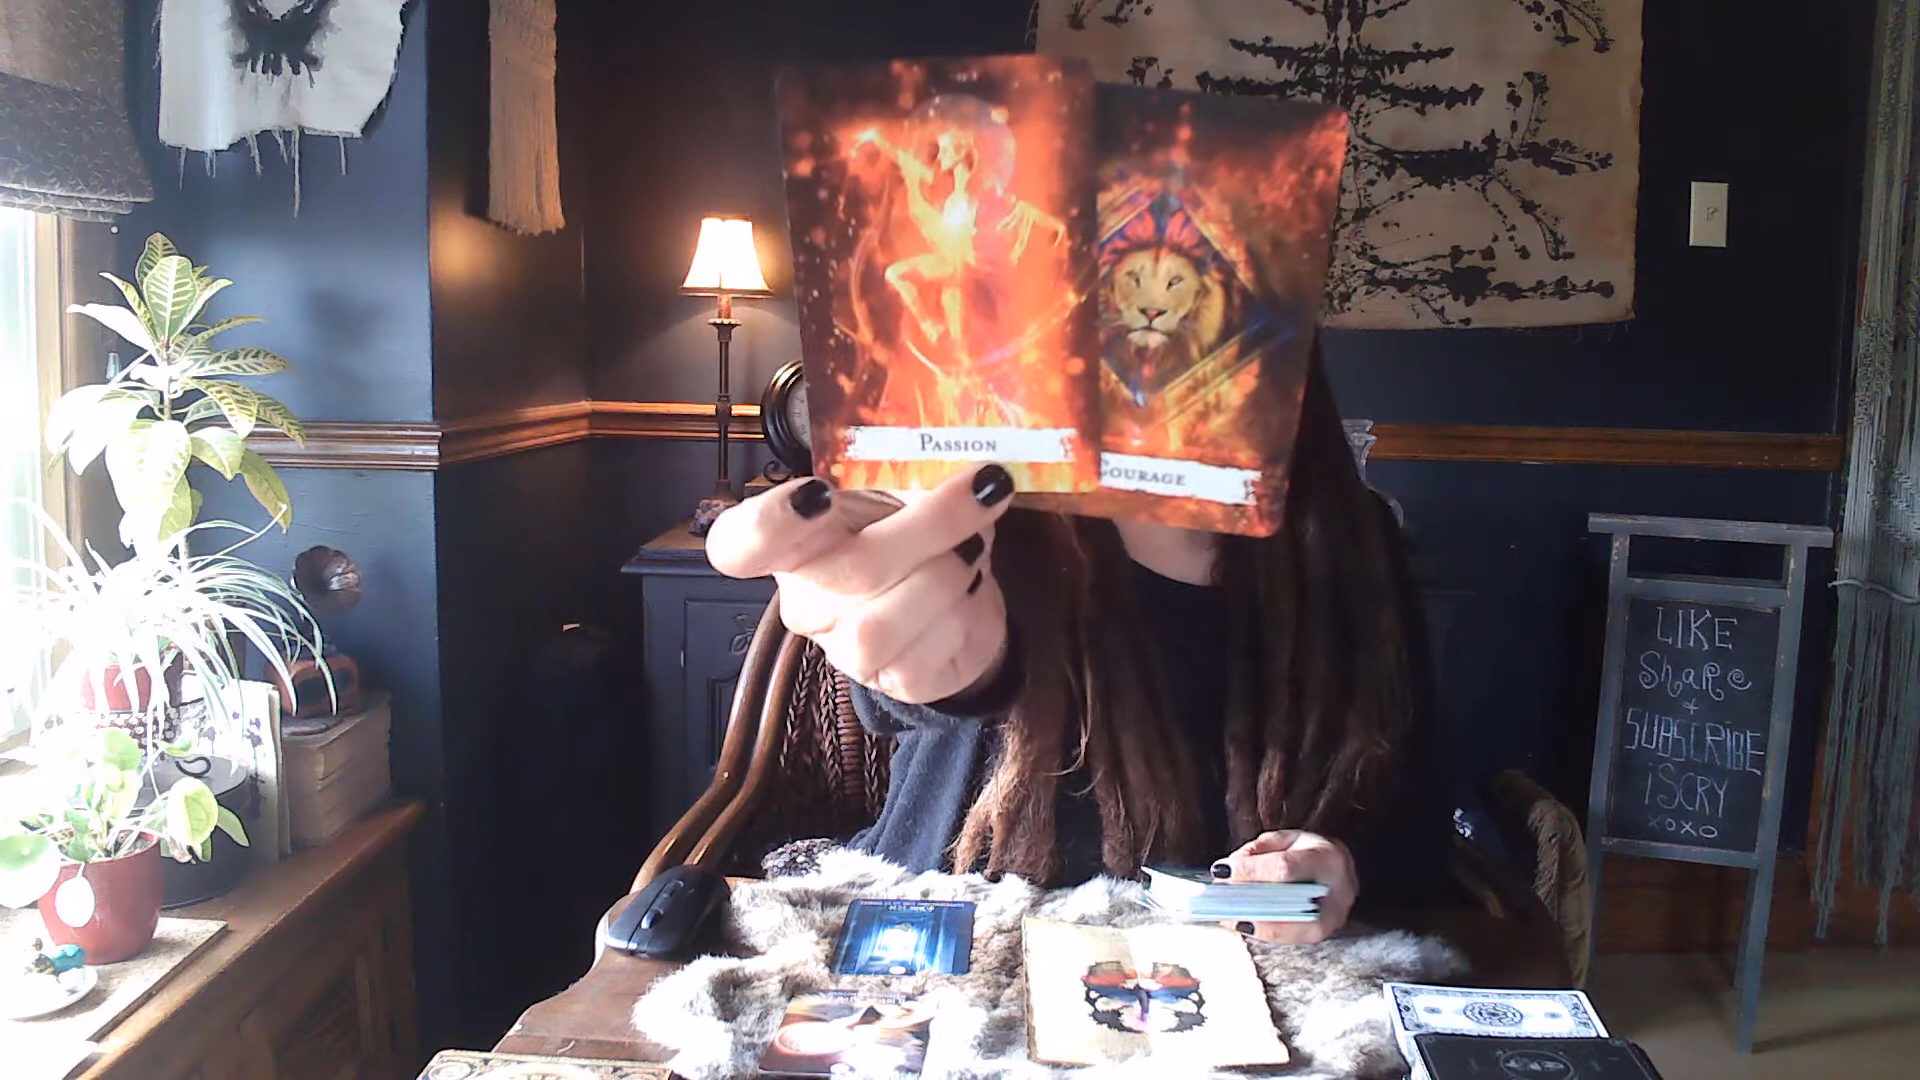 PASSION
COURAGE
LIKE
SHARE
+
SUBSCRIBE
iSCRY
XOXO